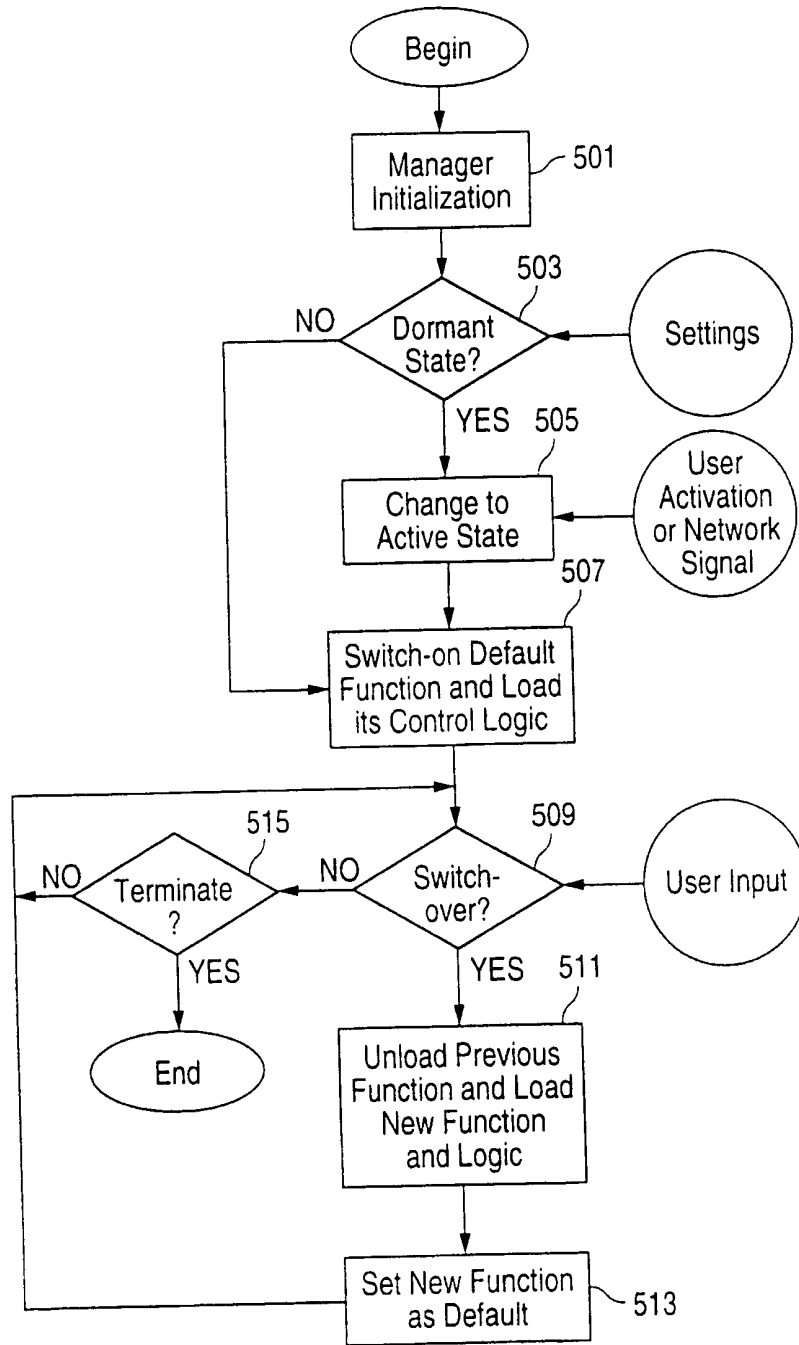 Begin
Manager
Initialization
501
503
NO
Dormant
State?
Settings
YES
505
User
Activation
or Network
Signal
Change to
Active State
507
Switch-on Default
Function and Load
its Control Logic
515
509
NO
Terminate
?
NO
Switch-
over?
User Input
YES
YES
511
End
Unload Previous
Function and Load
New Function
and Logic
Set New Function
as Default
513